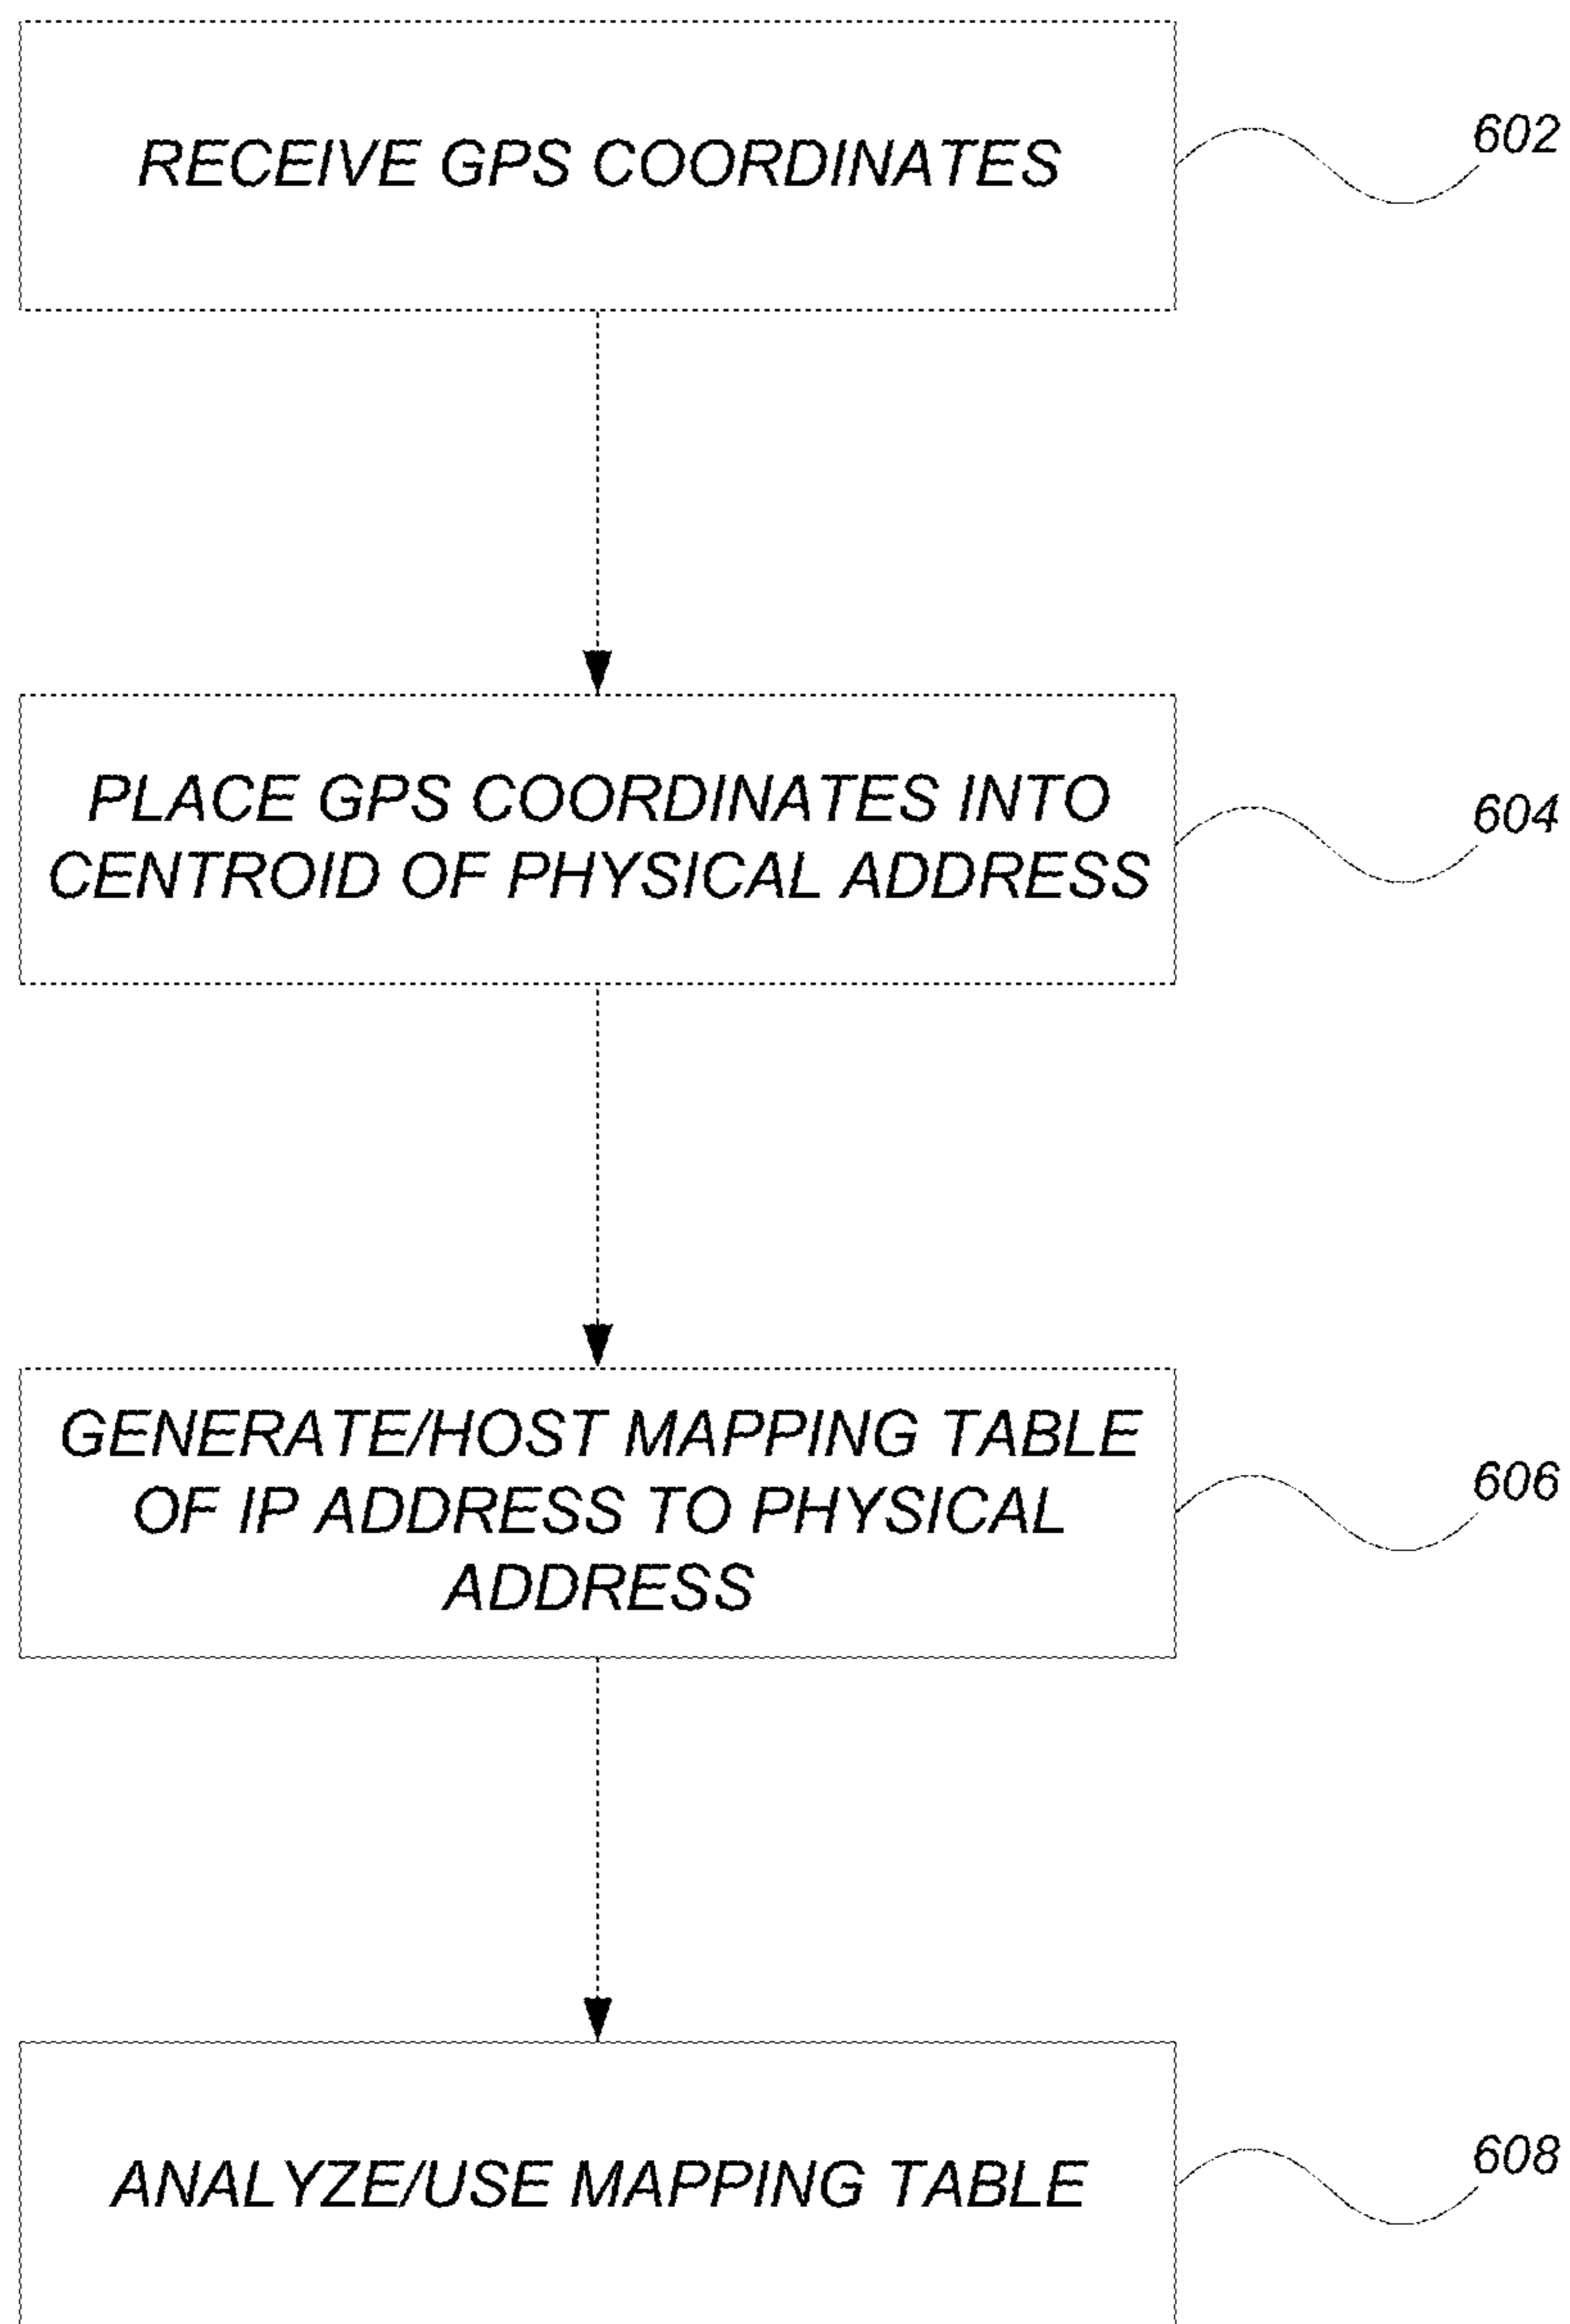 RECEIVE GPS COORDINATES
602
PLACE GPS COORDINATES INTO
CENTROID OF PHYSICAL ADDRESS
604
GENERATE/HOST MAPPING TABLE
OF IP ADDRESS TO PHYSICAL
ADDRESS
606
ANALYZE/USE MAPPING TABLE
608